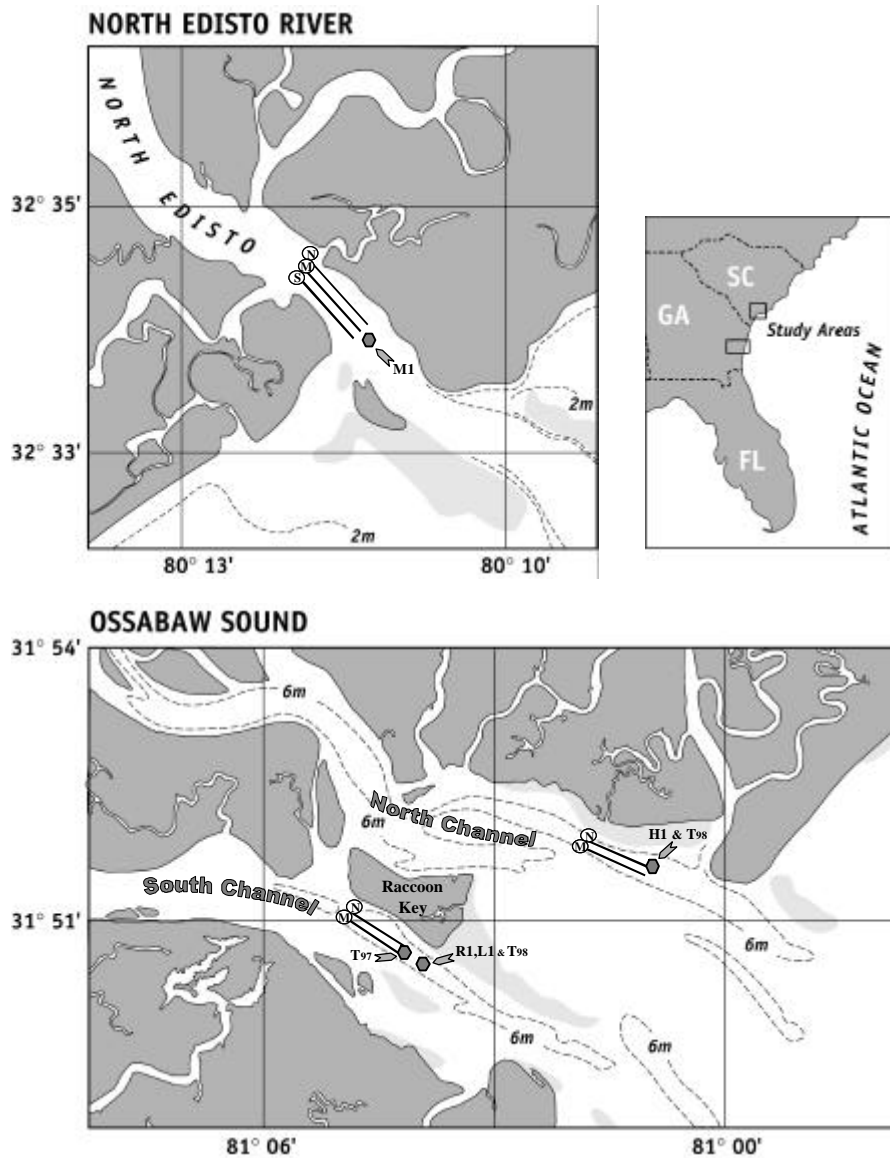 NORTH EDISTO RIVER
NORTH EDISTO
32° 35'
N
M
S
M1
2m
32° 33'
2m
80° 13'
80° 10'
SC
GA
Study Areas
FL
ATLANTIC OCEAN
OSSABAW SOUND
31° 54'
6m
North Channel
6m
N
M
H1 & T98
South Channel
Raccoon
Key
N
M
31° 51'
T97
R1,L1 & T98
6m
6m
6m
81° 06'
81° 00'